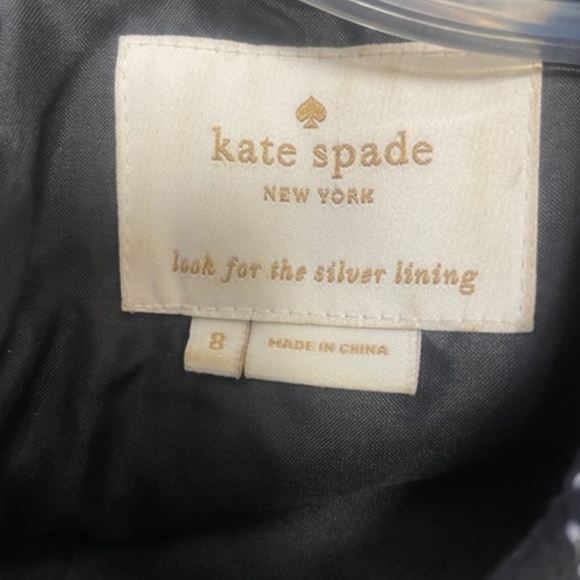 kate spade
NEW YORK
look for the silver lining
8
MADE IN CHINA